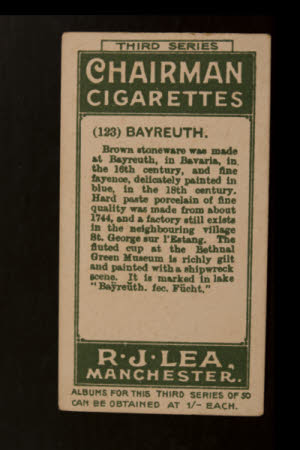 THIRD SERIES
CHAIRMAN
CIGARETTES
(123) BAYREUTH.
Brown stoneware was made
at Bayreuth, in Bavaria, in
the 16th century, and fine
fayence, delicately painted in
blue, in the 18th century.
Hard paste porcelain of fine
quality was made from about
1744, and a factory still exists
in the neighbouring village
St. George sur l'Estang. The
fluted cup at the Bethnal
Green Museum is richly gilt
and painted with a shipwreck
scene. It is marked in lake
"Bayreüth. fec. Fücht."
R·J·LEA,
MANCHESTER.
ALBUMS FOR THIS THIRD SERIES OF 50
CAN BE OBTAINED AT 1/- EACH.